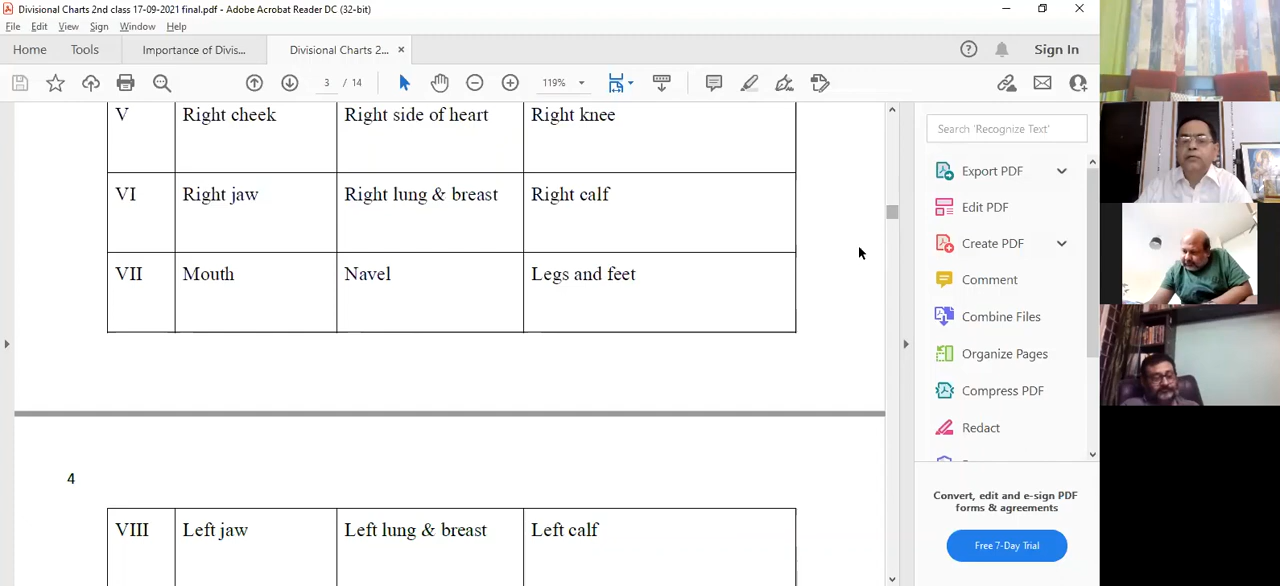 Divisional Charts 2nd class 17-09-2021 final.pdf - Adobe Acrobat Reader DC (32-bit)
File Edit View Sign Window Help
Home Tools Importance of Divis... Divisional Charts 2... × Sign In
3 / 14 119%
V Right cheek Right side of heart Right knee
VI Right jaw Right lung & breast Right calf
VII Mouth Navel Legs and feet
4
VIII Left jaw Left lung & breast Left calf
Search 'Recognize Text'
Export PDF
Edit PDF
Create PDF
Comment
Combine Files
Organize Pages
Compress PDF
Redact
Convert, edit and e-sign PDF
forms & agreements
Free 7-Day Trial